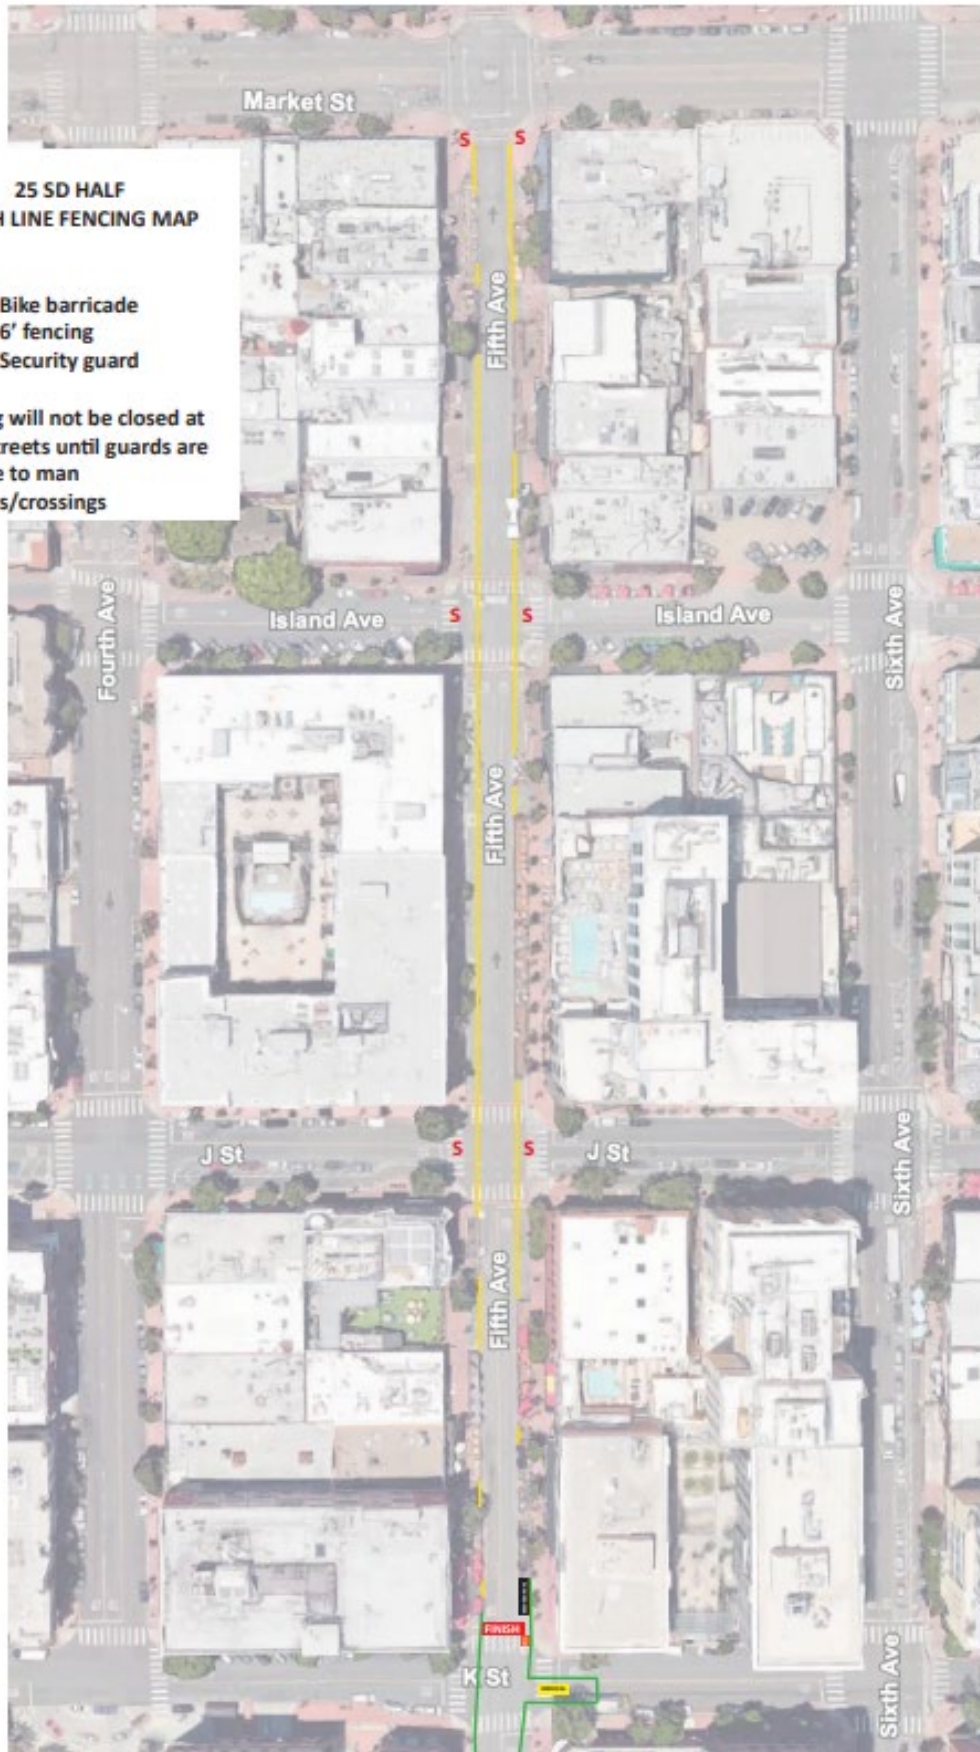 Market St
S S
25 SD HALF
H LINE FENCING MAP
Bike barricade
6' fencing
Security guard
g will not be closed at
treets until guards are
e to man
s/crossings
Fifth Ave
Fourth Ave
Island Ave
S S
Island Ave
Sixth Ave
Fifth Ave
J St
S S
J St
Sixth Ave
Fifth Ave
FINISH
K St
Sixth Ave